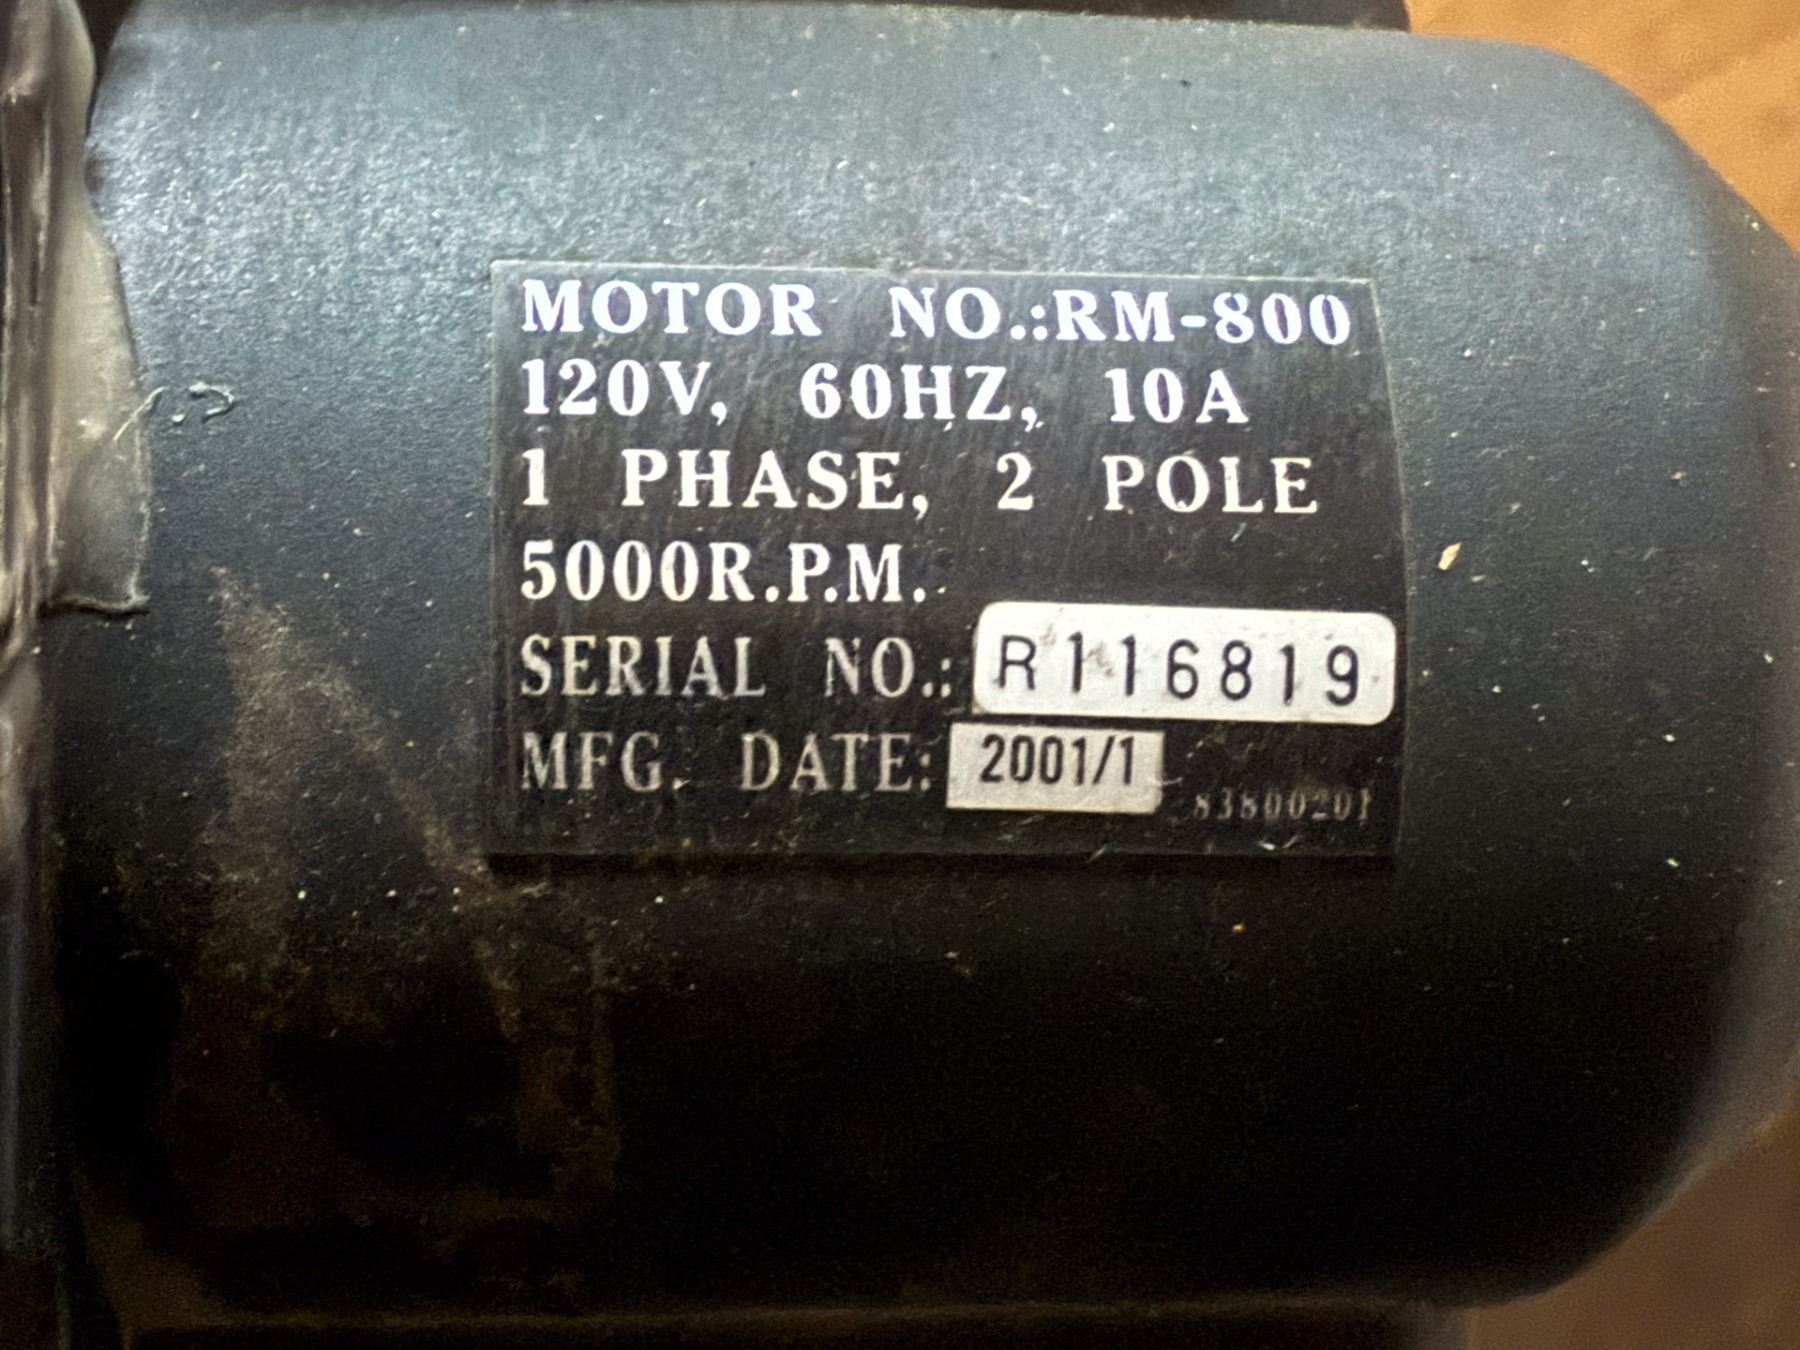 MOTOR NO.:RM-800
120V, 60HZ, 10A
1 PHASE, 2 POLE
5000R.P.M.
SERIAL NO.: R116819
MFG. DATE: 2001/1
83800201